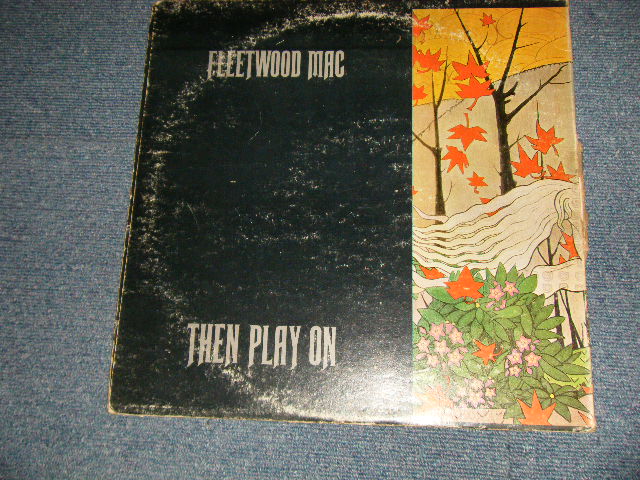 FLEETWOOD MAC
THEN PLAY ON